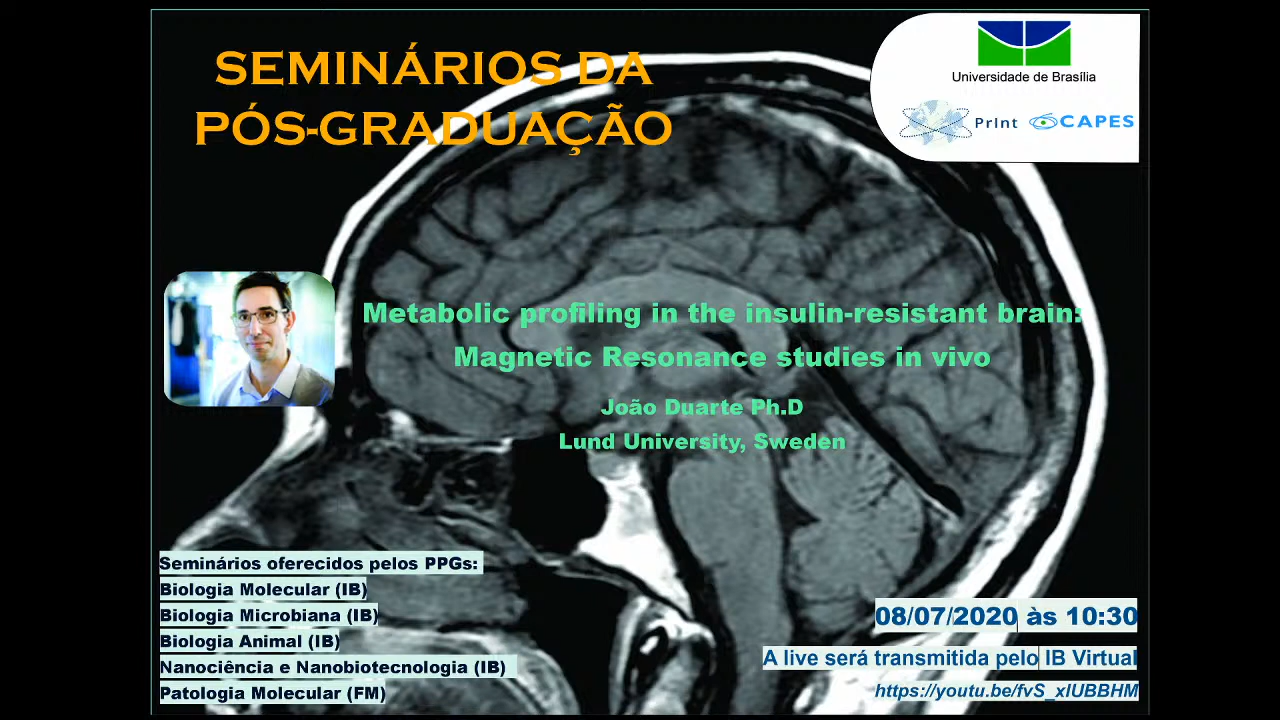 SEMINÁRIOS DA
PÓS-GRADUAÇÃO
Universidade de Brasília
PrInt CAPES
Metabolic profiling in the insulin-resistant brain:
Magnetic Resonance studies in vivo
João Duarte Ph.D
Lund University, Sweden
Seminários oferecidos pelos PPGs:
Biologia Molecular (IB)
Biologia Microbiana (IB)
Biologia Animal (IB)
Nanociência e Nanobiotecnologia (IB)
Patologia Molecular (FM)
08/07/2020 às 10:30
A live será transmitida pelo IB Virtual
https://youtu.be/fvS_xlUBBHM